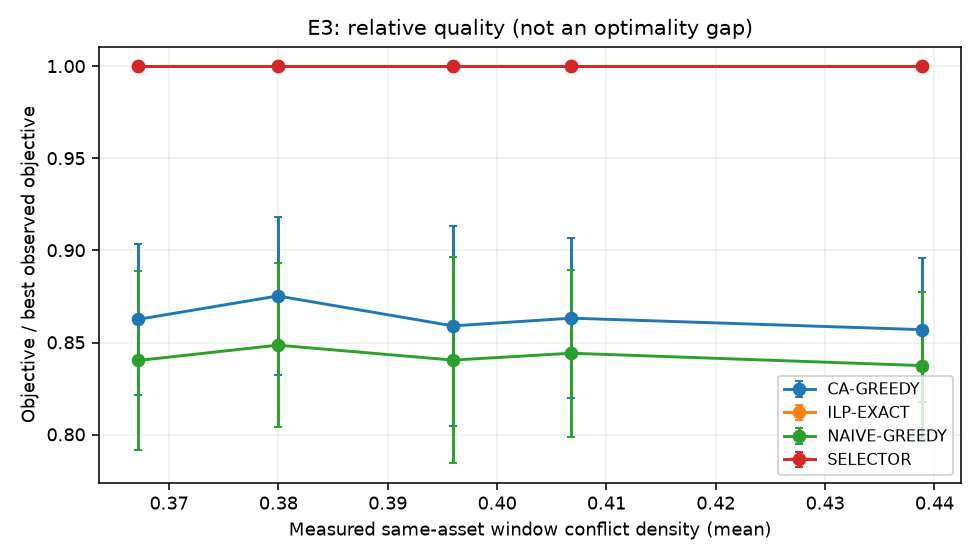 E3: relative quality (not an optimality gap)
Objective / best observed objective
1.00
0.95
0.90
0.85
0.80
CA-GREEDY
ILP-EXACT
NAIVE-GREEDY
SELECTOR
0.37 0.38 0.39 0.40 0.41 0.42 0.43 0.44
Measured same-asset window conflict density (mean)